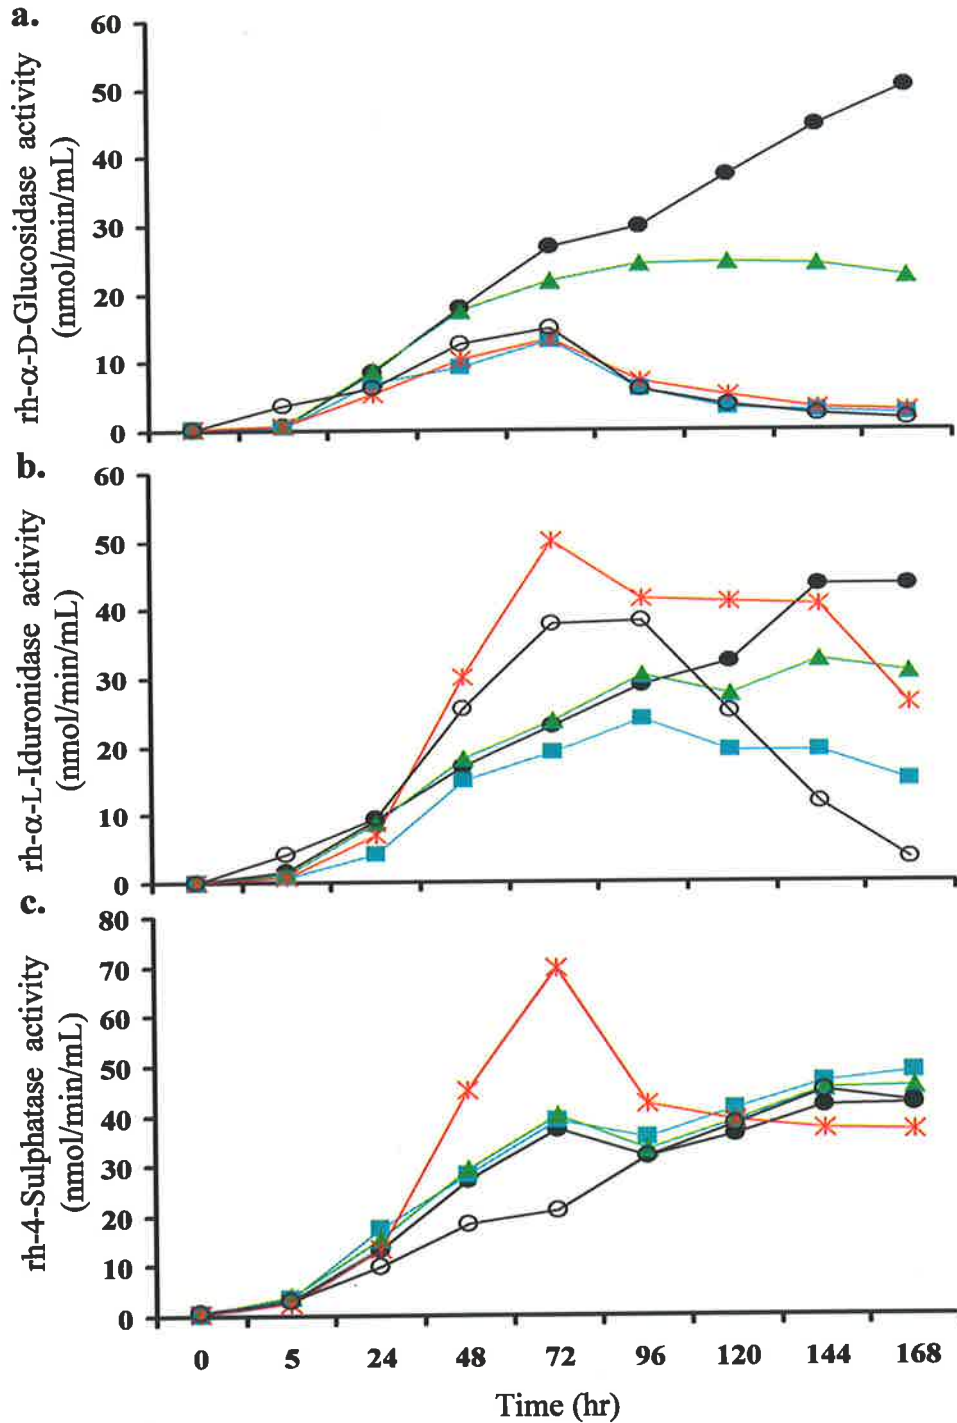 a.
rh-α-D-Glucosidase activity
(nmol/min/mL)
60
50
40
30
20
10
0
b.
rh-α-L-Iduronidase activity
(nmol/min/mL)
60
50
40
30
20
10
0
c.
rh-4-Sulphatase activity
(nmol/min/mL)
80
70
60
50
40
30
20
10
0
0 5 24 48 72 96 120 144 168
Time (hr)